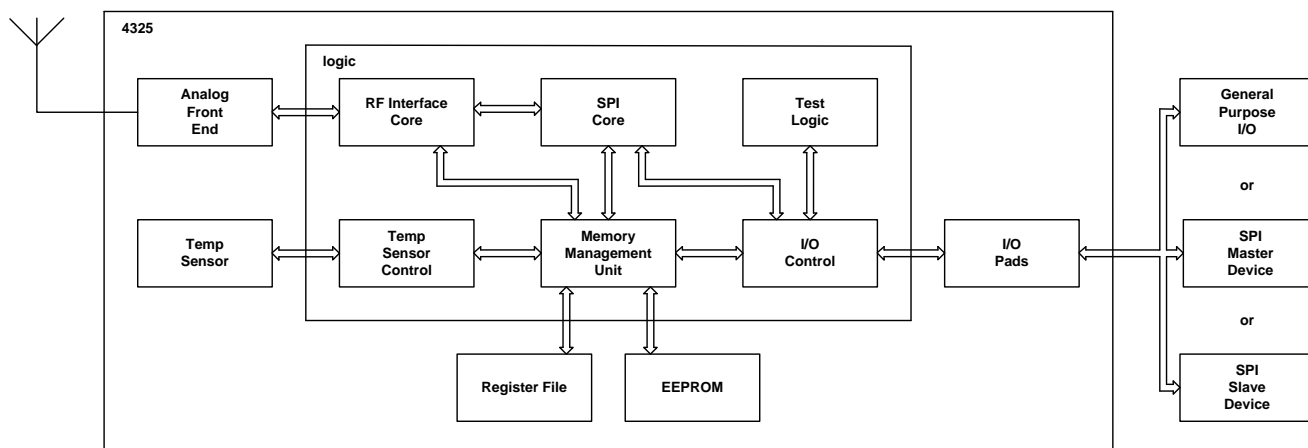 4325
logic
Analog
Front
End
RF Interface
Core
SPI
Core
Test
Logic
General
Purpose
I/O
or
Temp
Sensor
Temp
Sensor
Control
Memory
Management
Unit
I/O
Control
I/O
Pads
SPI
Master
Device
or
Register File
EEPROM
SPI
Slave
Device